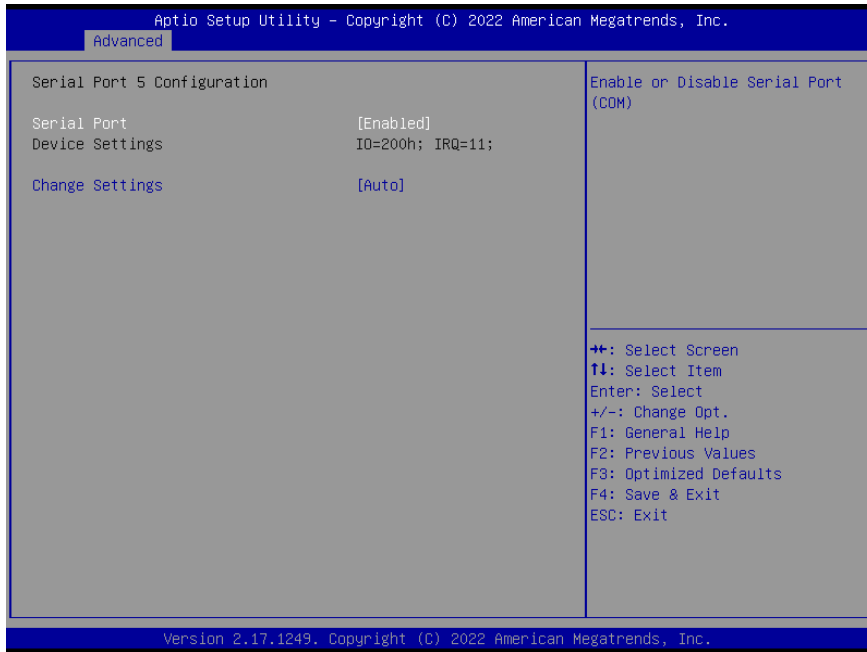 Aptio Setup Utility – Copyright (C) 2022 American Megatrends, Inc.
Advanced
Serial Port 5 Configuration
Serial Port [Enabled]
Device Settings IO=200h; IRQ=11;
Change Settings [Auto]
Enable or Disable Serial Port
(COM)
→←: Select Screen
↑↓: Select Item
Enter: Select
+/-: Change Opt.
F1: General Help
F2: Previous Values
F3: Optimized Defaults
F4: Save & Exit
ESC: Exit
Version 2.17.1249. Copyright (C) 2022 American Megatrends, Inc.